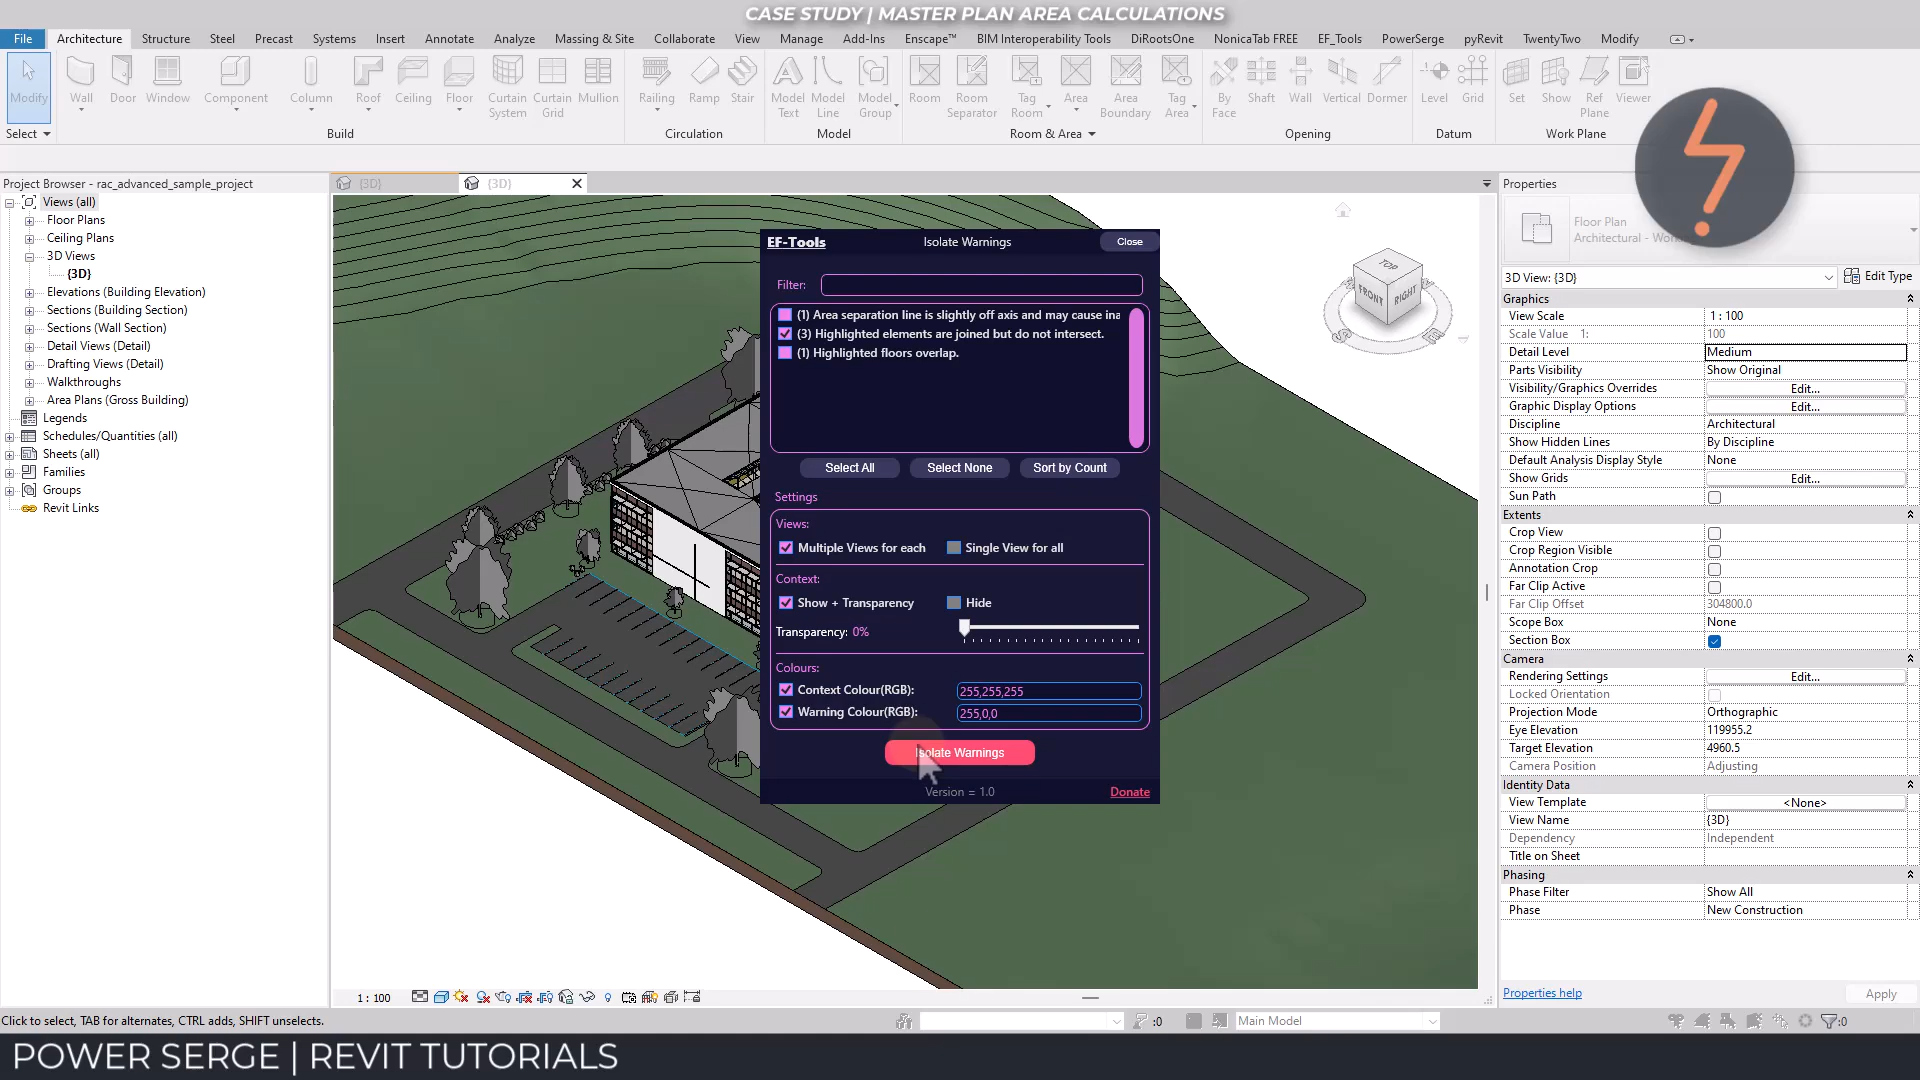 CASE STUDY | MASTER PLAN AREA CALCULATIONS
File Architecture Structure Steel Precast Systems Insert Annotate Analyze Massing & Site Collaborate View Manage Add-Ins Enscape™ BIM Interoperability Tools DiRootsOne NonicaTab FREE EF_Tools PowerSerge pyRevit TwentyTwo Modify
Modify Wall Door Window Component Column Roof Ceiling Floor Curtain System Curtain Grid Mullion Railing Ramp Stair Model Text Model Line Model Group Room Room Separator Tag Room Area Area Boundary Tag Area By Face Shaft Wall Vertical Dormer Level Grid Set Show Ref Plane Viewer
Select Build Circulation Model Room & Area Opening Datum Work Plane
Project Browser - rac_advanced_sample_project
Views (all)
Floor Plans
Ceiling Plans
3D Views
{3D}
Elevations (Building Elevation)
Sections (Building Section)
Sections (Wall Section)
Detail Views (Detail)
Drafting Views (Detail)
Walkthroughs
Area Plans (Gross Building)
Legends
Schedules/Quantities (all)
Sheets (all)
Families
Groups
Revit Links
{3D} {3D}
TOP
FRONT RIGHT
S E
EF-Tools Isolate Warnings Close
Filter:
(1) Area separation line is slightly off axis and may cause ina
(3) Highlighted elements are joined but do not intersect.
(1) Highlighted floors overlap.
Select All Select None Sort by Count
Settings
Views:
Multiple Views for each Single View for all
Context:
Show + Transparency Hide
Transparency: 0%
Colours:
Context Colour(RGB): 255,255,255
Warning Colour(RGB): 255,0,0
Isolate Warnings
Version = 1.0 Donate
Properties
Floor Plan
Architectural -
3D View: {3D} Edit Type
Graphics
View Scale 1 : 100
Scale Value 1: 100
Detail Level Medium
Parts Visibility Show Original
Visibility/Graphics Overrides Edit...
Graphic Display Options Edit...
Discipline Architectural
Show Hidden Lines By Discipline
Default Analysis Display Style None
Show Grids Edit...
Sun Path
Extents
Crop View
Crop Region Visible
Annotation Crop
Far Clip Active
Far Clip Offset 304800.0
Scope Box None
Section Box
Camera
Rendering Settings Edit...
Locked Orientation
Projection Mode Orthographic
Eye Elevation 119955.2
Target Elevation 4960.5
Camera Position Adjusting
Identity Data
View Template <None>
View Name {3D}
Dependency Independent
Title on Sheet
Phasing
Phase Filter Show All
Phase New Construction
Properties help Apply
1 : 100
Click to select, TAB for alternates, CTRL adds, SHIFT unselects. :0 Main Model :0
POWER SERGE | REVIT TUTORIALS